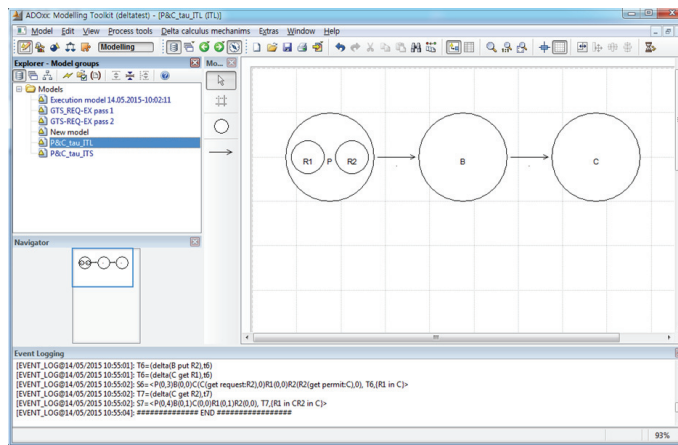 ADOxx: Modelling Toolkit (deltatest) - [P&C_tau_ITL (ITL)]
Model Edit View Process tools Delta calculus mechanims Extras Window Help
Modelling
Explorer - Model groups
Mo...
Models
Execution model 14.05.2015-10:02:11
GTS_REQ-EX pass 1
GTS-REQ-EX pass 2
New model
P&C_tau_ITL
P&C_tau_ITS
R1 P R2 B C
Navigator
Event Logging
[EVENT_LOG@14/05/2015 10:55:01]: T6=(delta(B put R2),t6)
[EVENT_LOG@14/05/2015 10:55:01]: T6=(delta(C get R1),t6)
[EVENT_LOG@14/05/2015 10:55:02]: S6=<P(0,3)B(0,0)C(C(get request:R2),0)R1(0,0)R2(R2(get permit:C),0), T6,{R1 in C}>
[EVENT_LOG@14/05/2015 10:55:02]: T7=(delta(C get R2),t7)
[EVENT_LOG@14/05/2015 10:55:02]: S7=<P(0,4)B(0,1)C(0,0)R1(0,1)R2(0,0), T7,{R1 in CR2 in C}>
[EVENT_LOG@14/05/2015 10:55:04]: ############## END #################
93%